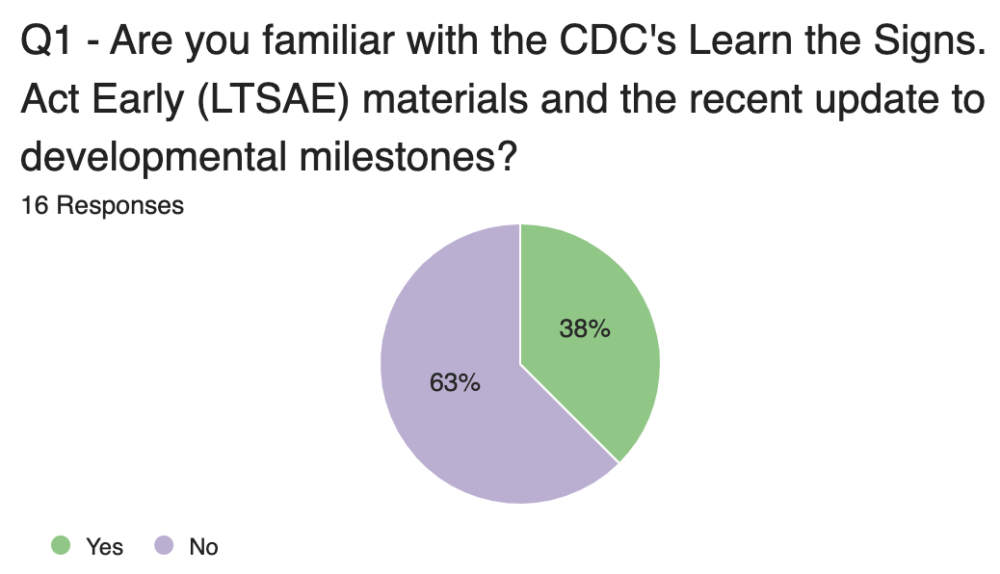 Q1 - Are you familiar with the CDC's Learn the Signs.
Act Early (LTSAE) materials and the recent update to
developmental milestones?
16 Responses
38%
63%
Yes No